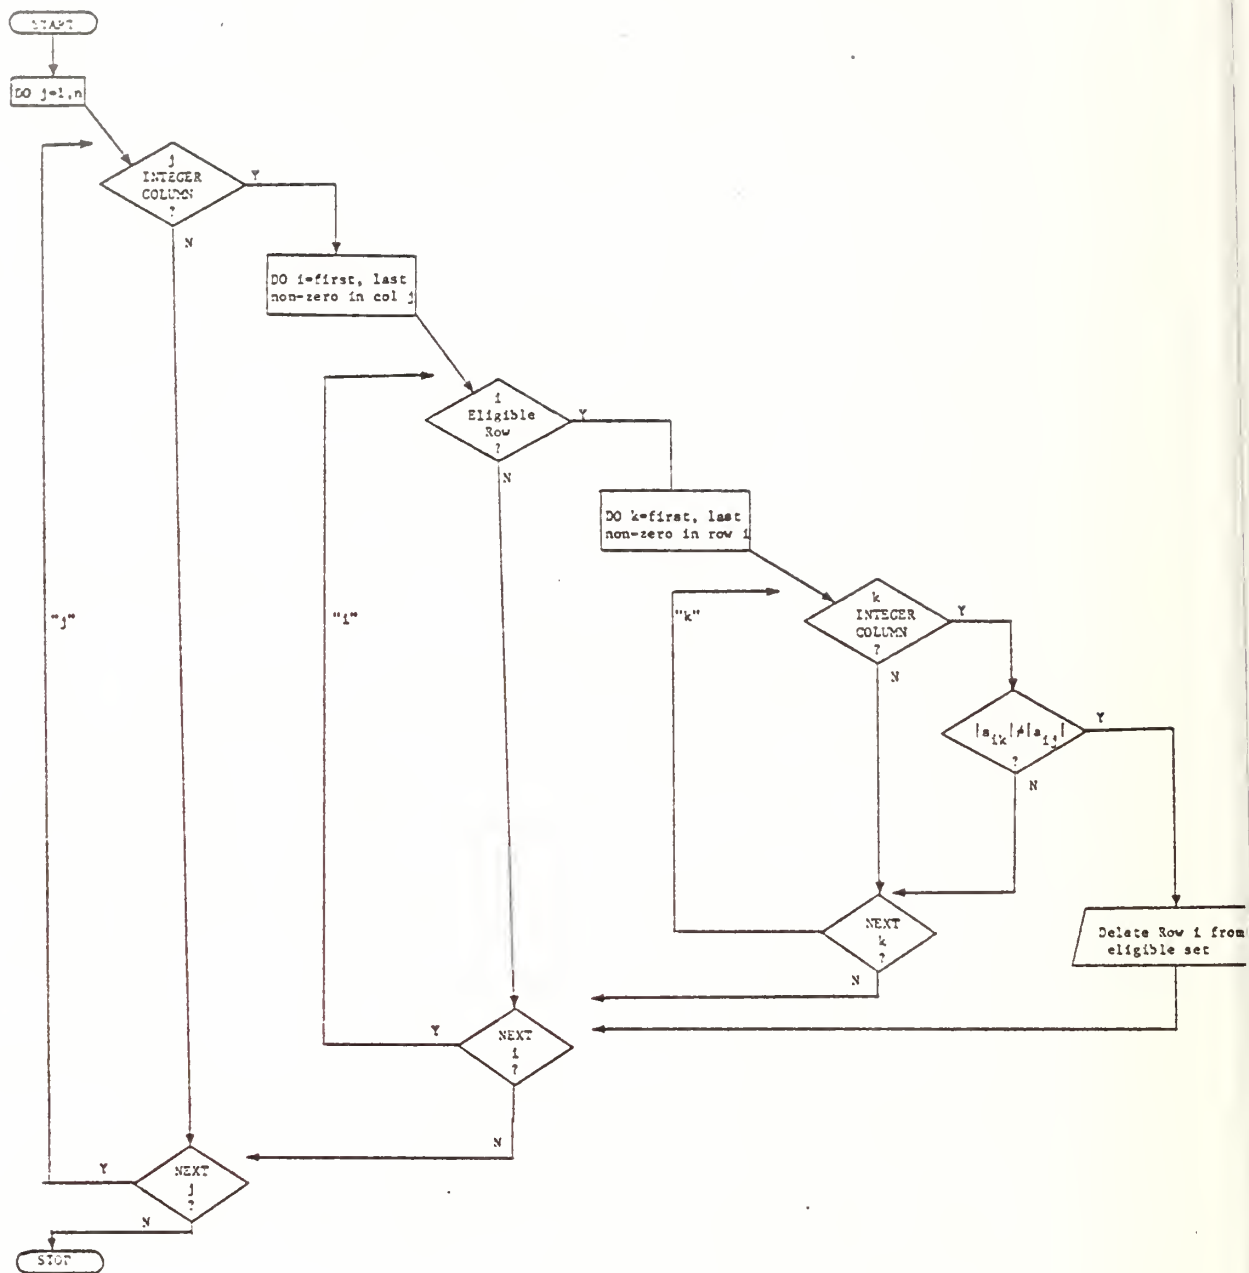 START
DO j=1,n
j
INTEGER
COLUMN
?
Y
N
DO i=first, last
non-zero in col j
i
Eligible
Row
?
Y
N
DO k=first, last
non-zero in row i
"j"
"i"
"k"
k
INTEGER
COLUMN
?
Y
N
|a_ik|≠|a_ij|
?
Y
N
NEXT
k
?
N
Delete Row i from
eligible set
NEXT
i
?
Y
N
NEXT
j
?
Y
N
STOP